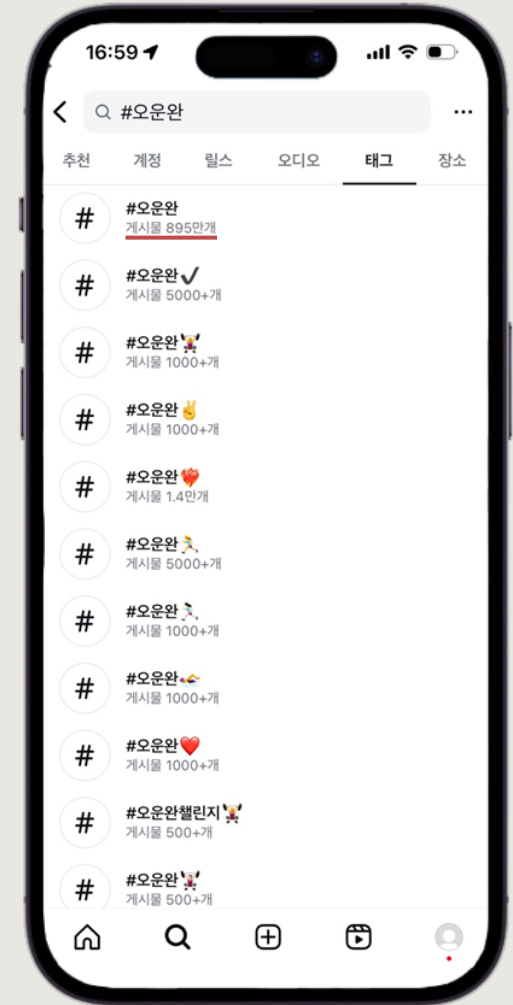 16:59
#오운완
추천 계정 릴스 오디오 태그 장소
#오운완
게시물 895만개
#오운완✔️
게시물 5000+개
#오운완🏋️‍♀️
게시물 1000+개
#오운완✌️
게시물 1000+개
#오운완❤️‍🔥
게시물 1.4만개
#오운완🏃‍♀️
게시물 5000+개
#오운완🏃🏻‍♀️
게시물 1000+개
#오운완🏊
게시물 1000+개
#오운완❤️
게시물 1000+개
#오운완챌린지🏋️‍♀️
게시물 500+개
#오운완🏋🏻‍♀️
게시물 500+개